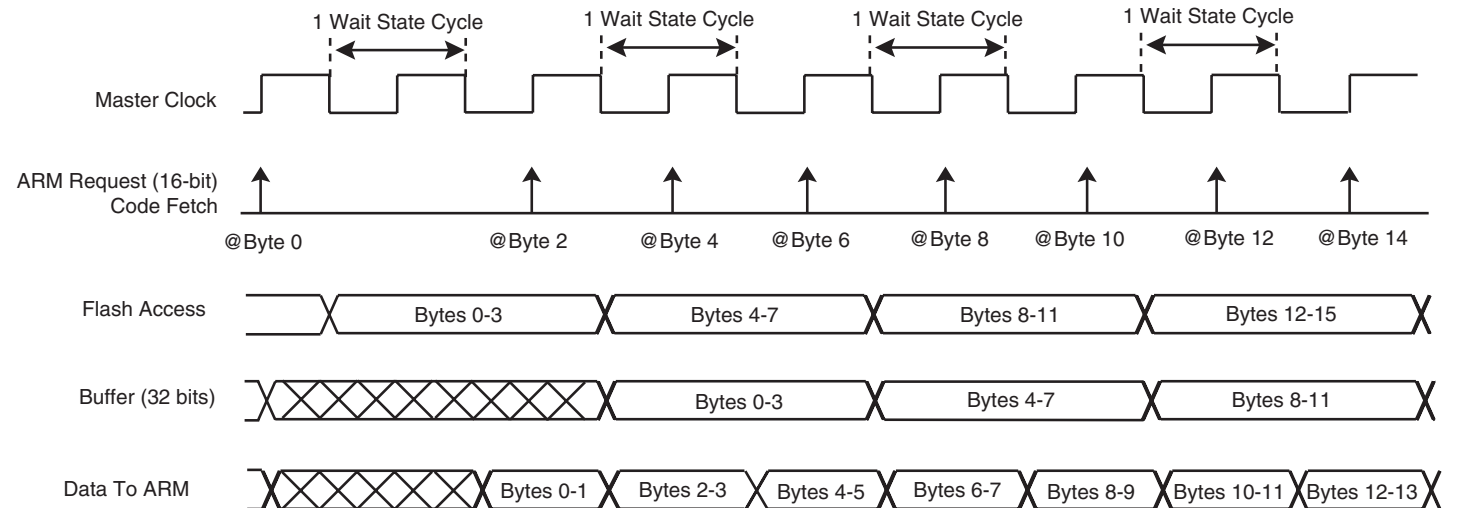 1 Wait State Cycle
1 Wait State Cycle
1 Wait State Cycle
1 Wait State Cycle
Master Clock
ARM Request (16-bit)
Code Fetch
@Byte 0
@Byte 2
@Byte 4
@Byte 6
@Byte 8
@Byte 10
@Byte 12
@Byte 14
Flash Access
Bytes 0-3
Bytes 4-7
Bytes 8-11
Bytes 12-15
Buffer (32 bits)
Bytes 0-3
Bytes 4-7
Bytes 8-11
Data To ARM
Bytes 0-1
Bytes 2-3
Bytes 4-5
Bytes 6-7
Bytes 8-9
Bytes 10-11
Bytes 12-13